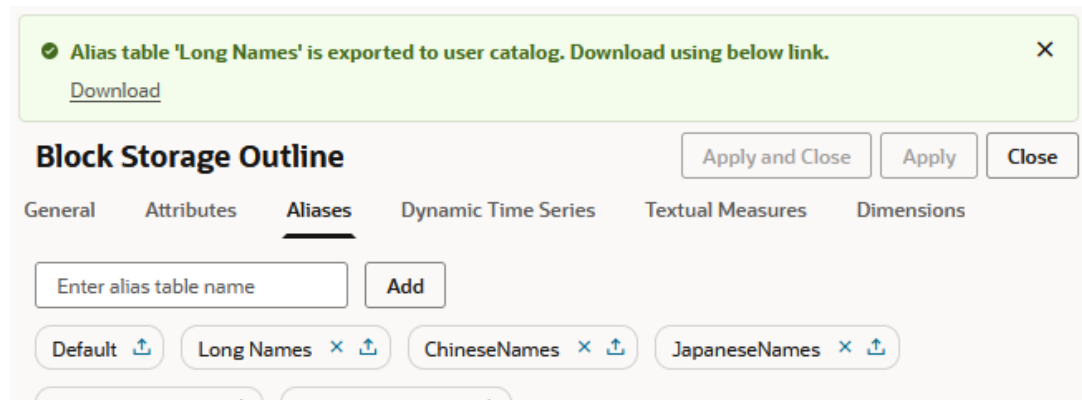 Alias table 'Long Names' is exported to user catalog. Download using below link.
Download
Block Storage Outline
Apply and Close
Apply
Close
General Attributes Aliases Dynamic Time Series Textual Measures Dimensions
Enter alias table name
Add
Default
Long Names
ChineseNames
JapaneseNames